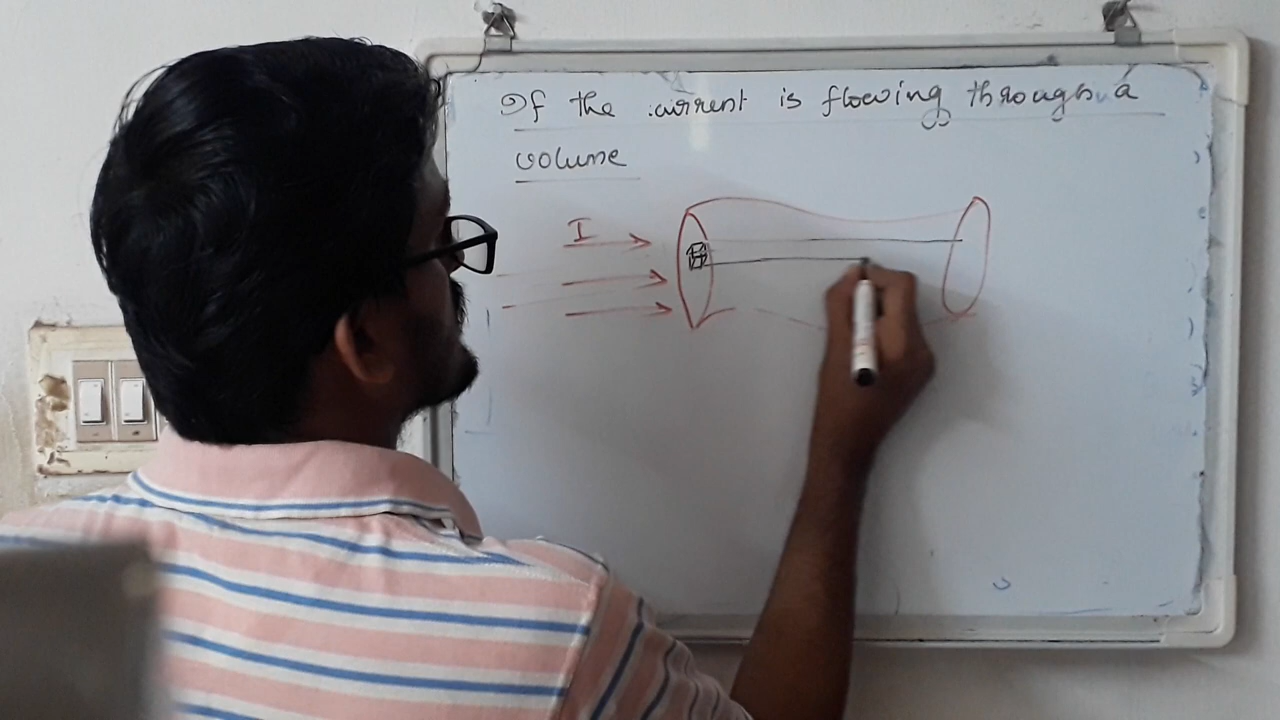 If the current is flowing through a
volume
I